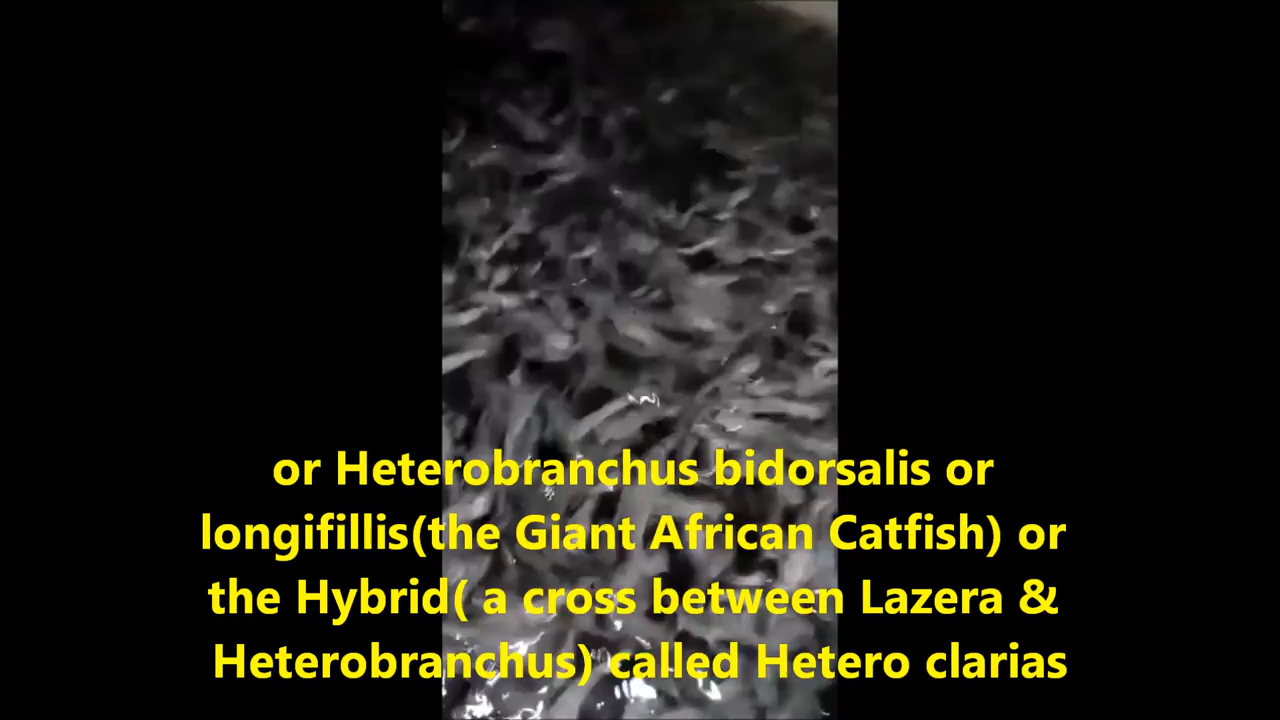 or Heterobranchus bidorsalis or
longifillis(the Giant African Catfish) or
the Hybrid( a cross between Lazera &
Heterobranchus) called Hetero clarias